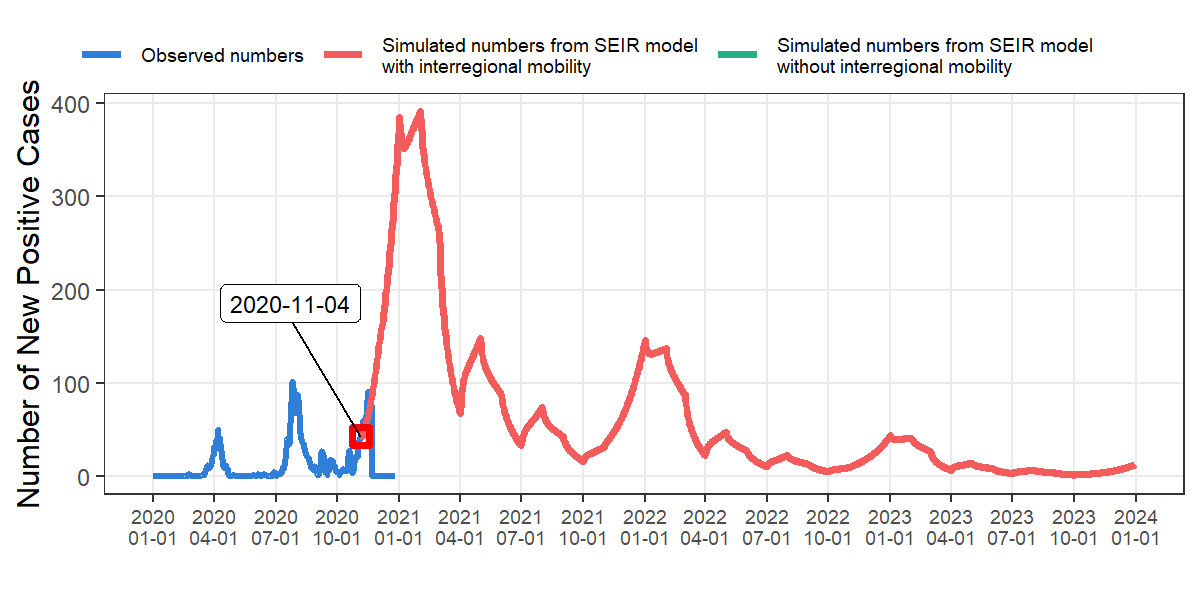 Observed numbers
Simulated numbers from SEIR model
with interregional mobility
Simulated numbers from SEIR model
without interregional mobility
Number of New Positive Cases
400
300
200
100
0
2020-11-04
2020 2020 2020 2020 2021 2021 2021 2021 2022 2022 2022 2022 2023 2023 2023 2023 2024
01-01 04-01 07-01 10-01 01-01 04-01 07-01 10-01 01-01 04-01 07-01 10-01 01-01 04-01 07-01 10-01 01-01